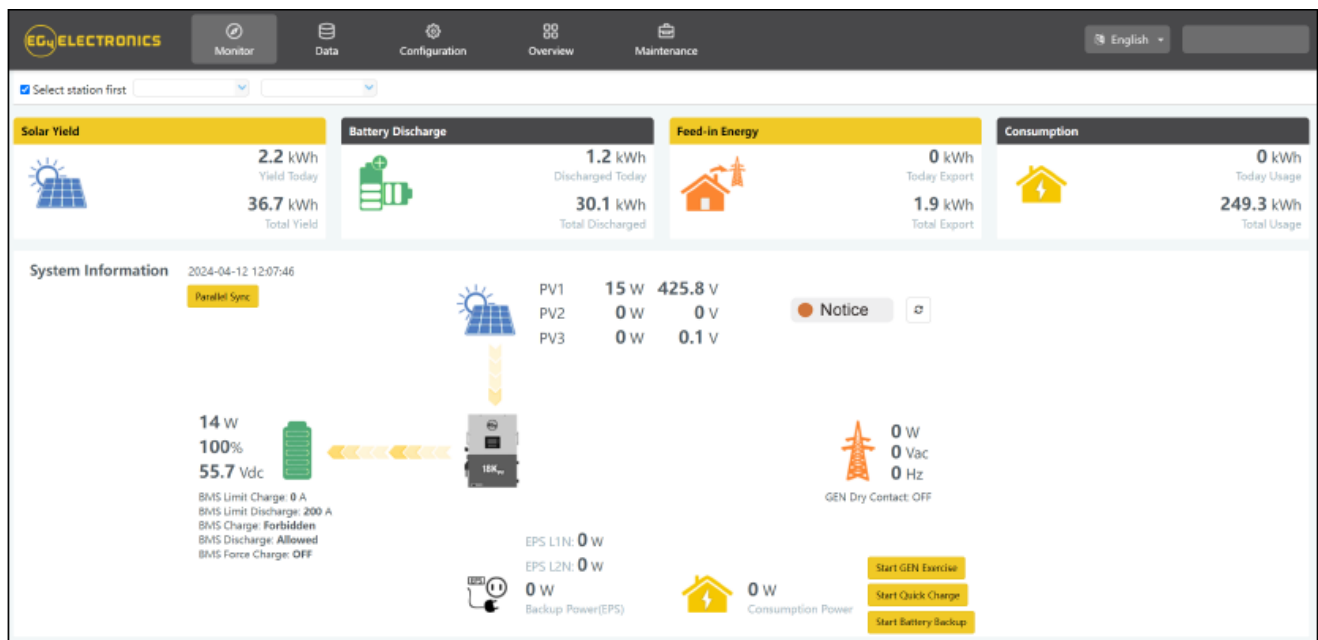 EG4 ELECTRONICS
Monitor
Data
Configuration
Overview
Maintenance
English
Select station first
Solar Yield
2.2 kWh
Yield Today
36.7 kWh
Total Yield
Battery Discharge
1.2 kWh
Discharged Today
30.1 kWh
Total Discharged
Feed-in Energy
0 kWh
Today Export
1.9 kWh
Total Export
Consumption
0 kWh
Today Usage
249.3 kWh
Total Usage
System Information 2024-04-12 12:07:46
Parallel Sync
PV1 15 W 425.8 V
PV2 0 W 0 V
PV3 0 W 0.1 V
Notice
14 W
100%
55.7 Vdc
BMS Limit Charge: 0 A
BMS Limit Discharge: 200 A
BMS Charge: Forbidden
BMS Discharge: Allowed
BMS Force Charge: OFF
18KPV
0 W
0 Vac
0 Hz
GEN Dry Contact: OFF
EPS L1N: 0 W
EPS L2N: 0 W
EPS
0 W
Backup Power(EPS)
0 W
Consumption Power
Start GEN Exercise
Start Quick Charge
Start Battery Backup